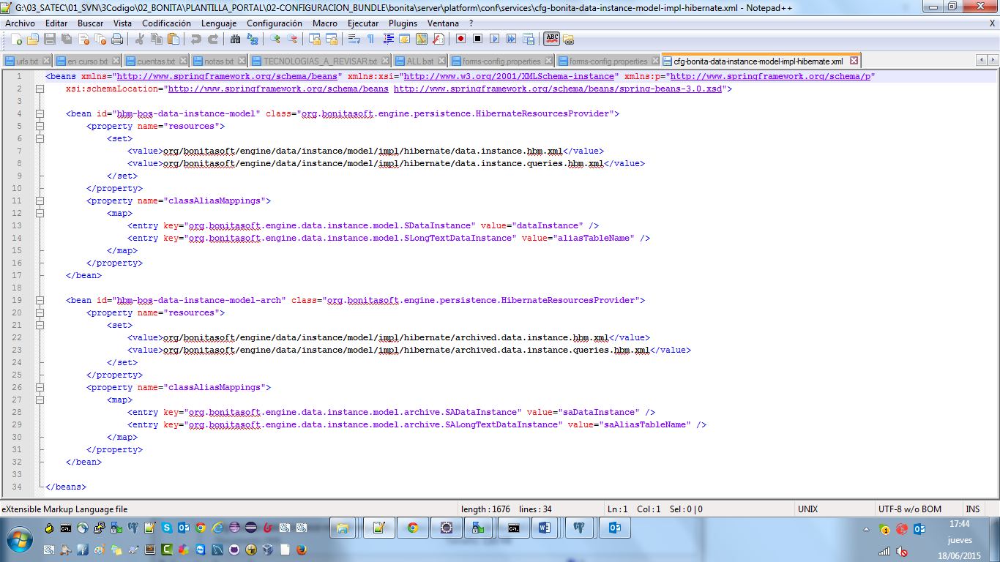 G:\03_SATEC\01_SVN\3Codigo\02_BONITA\PLANTILLA_PORTAL\02-CONFIGURACION_BUNDLE\bonita\server\platform\conf\services\cfg-bonita-data-instance-model-impl-hibernate.xml - Notepad++
Archivo Editar Buscar Vista Codificación Lenguaje Configuración Macro Ejecutar Plugins Ventana ? X
urls.txt en curso.txt cuentas.txt notas.txt TECNOLOGIAS_A_REVISAR.txt ALL.bat forms-config.properties forms-config.properties cfg-bonita-data-instance-model-impl-hibernate.xml
1 <beans xmlns="http://www.springframework.org/schema/beans" xmlns:xsi="http://www.w3.org/2001/XMLSchema-instance" xmlns:p="http://www.springframework.org/schema/p"
2 xsi:schemaLocation="http://www.springframework.org/schema/beans http://www.springframework.org/schema/beans/spring-beans-3.0.xsd">
3
4 <bean id="hbm-bos-data-instance-model" class="org.bonitasoft.engine.persistence.HibernateResourcesProvider">
5 <property name="resources">
6 <set>
7 <value>org/bonitasoft/engine/data/instance/model/impl/hibernate/data.instance.hbm.xml</value>
8 <value>org/bonitasoft/engine/data/instance/model/impl/hibernate/data.instance.queries.hbm.xml</value>
9 </set>
10 </property>
11 <property name="classAliasMappings">
12 <map>
13 <entry key="org.bonitasoft.engine.data.instance.model.SDataInstance" value="dataInstance" />
14 <entry key="org.bonitasoft.engine.data.instance.model.SLongTextDataInstance" value="aliasTableName" />
15 </map>
16 </property>
17 </bean>
18
19 <bean id="hbm-bos-data-instance-model-arch" class="org.bonitasoft.engine.persistence.HibernateResourcesProvider">
20 <property name="resources">
21 <set>
22 <value>org/bonitasoft/engine/data/instance/model/impl/hibernate/archived.data.instance.hbm.xml</value>
23 <value>org/bonitasoft/engine/data/instance/model/impl/hibernate/archived.data.instance.queries.hbm.xml</value>
24 </set>
25 </property>
26 <property name="classAliasMappings">
27 <map>
28 <entry key="org.bonitasoft.engine.data.instance.model.archive.SADataInstance" value="saDataInstance" />
29 <entry key="org.bonitasoft.engine.data.instance.model.archive.SALongTextDataInstance" value="saAliasTableName" />
30 </map>
31 </property>
32 </bean>
33
34 </beans>
eXtensible Markup Language file length : 1676 lines : 34 Ln : 1 Col : 1 Sel : 0 | 0 UNIX UTF-8 w/o BOM INS
17:44
jueves
18/06/2015